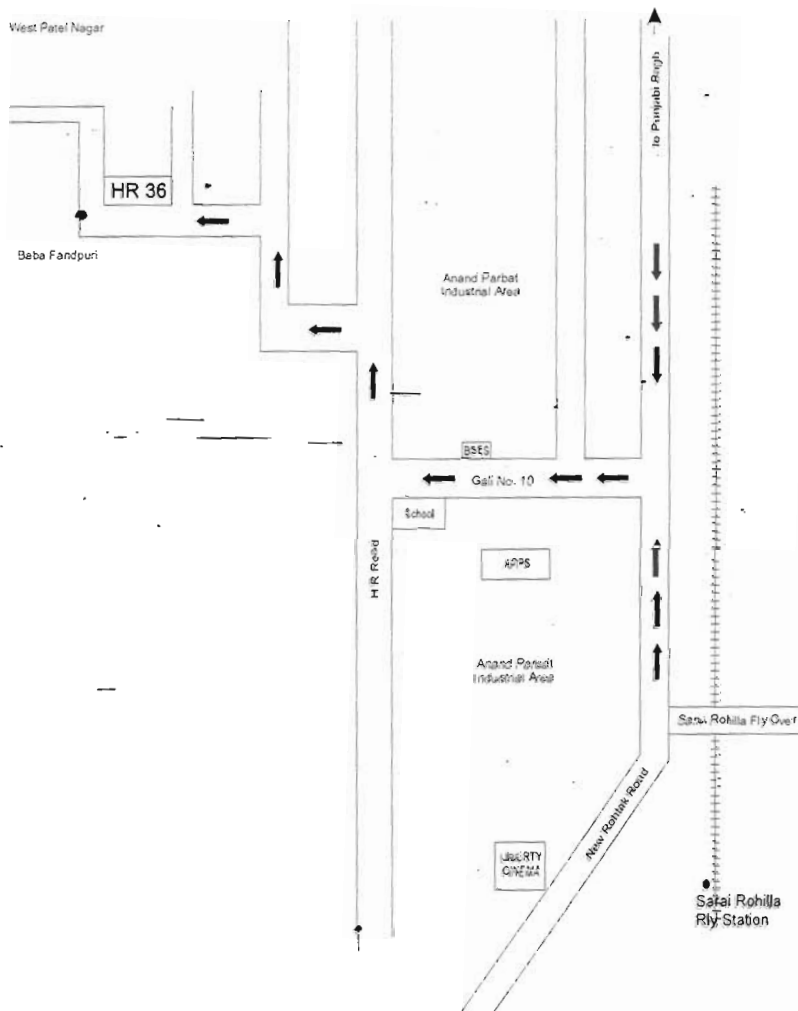 West Patel Nagar
to Punjabi Bagh
HR 36
Baba Fandpuri
Anand Parbat
Industrial Area
BSES
Gali No. 10
School
H R Road
Anand Parbat
Industrial Area
Sarai Rohilla Fly Over
New Rohtak Road
LIBERTY
CINEMA
Sarai Rohilla
Rly Station